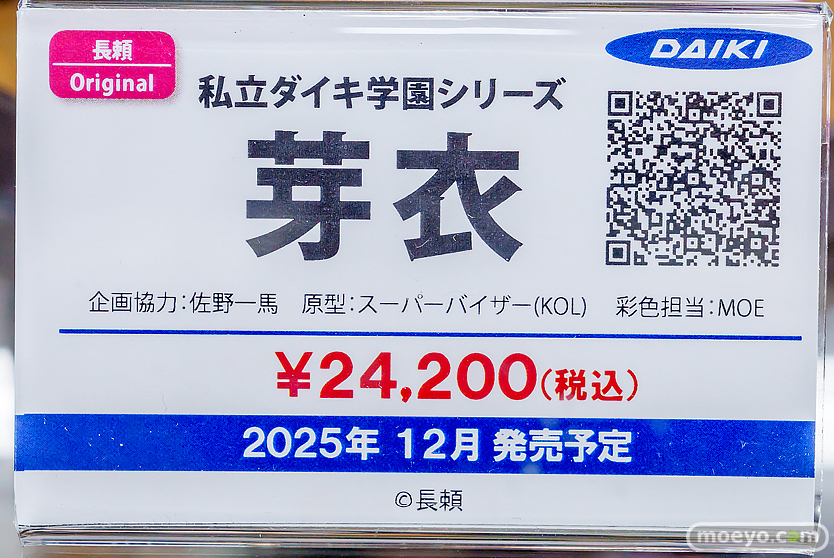 長頼
Original
DAIKI
私立ダイキ学園シリーズ
芽衣
企画協力:佐野一馬 原型:スーパーバイザー(KOL) 彩色担当:MOE
¥24,200(税込)
2025年 12月 発売予定
©長頼
moeyo.com